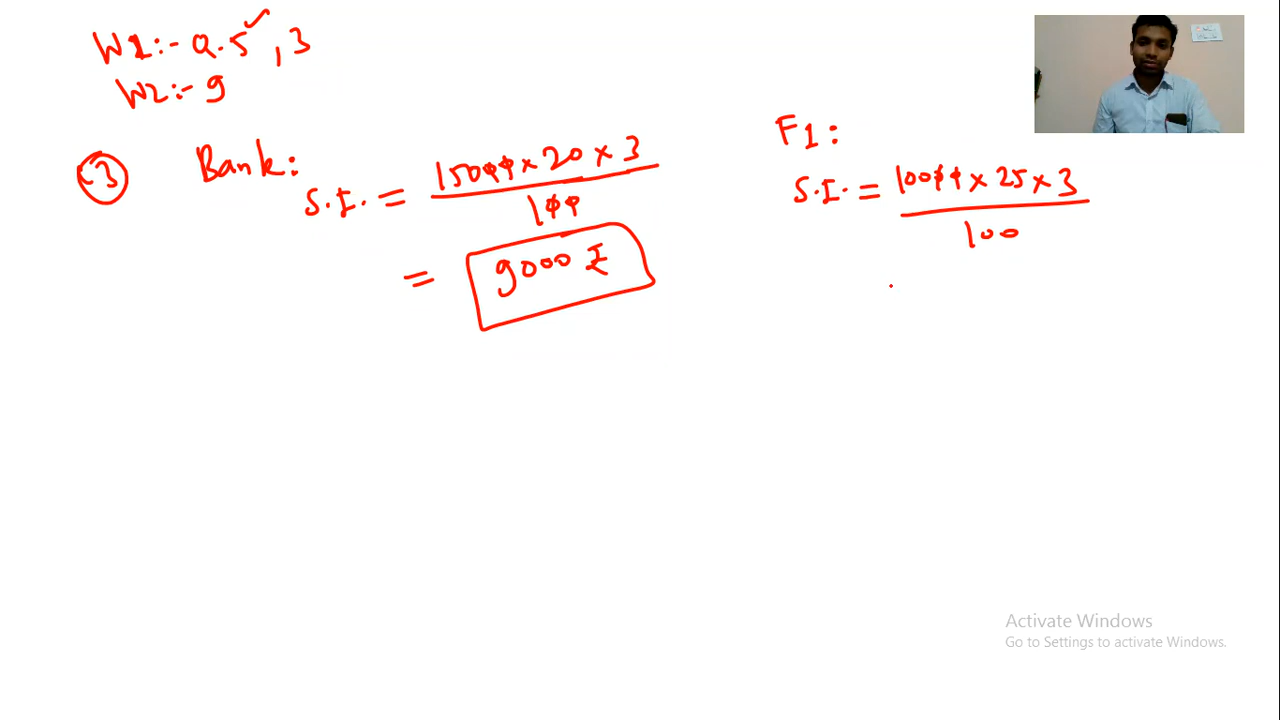 W1:- Q.5✓, 3
W2:- 9
③ Bank:
S.I. = 15000 x 20 x 3
100
= 9000 ₹
F1:
S.I. = 10000 x 25 x 3
100
Activate Windows
Go to Settings to activate Windows.